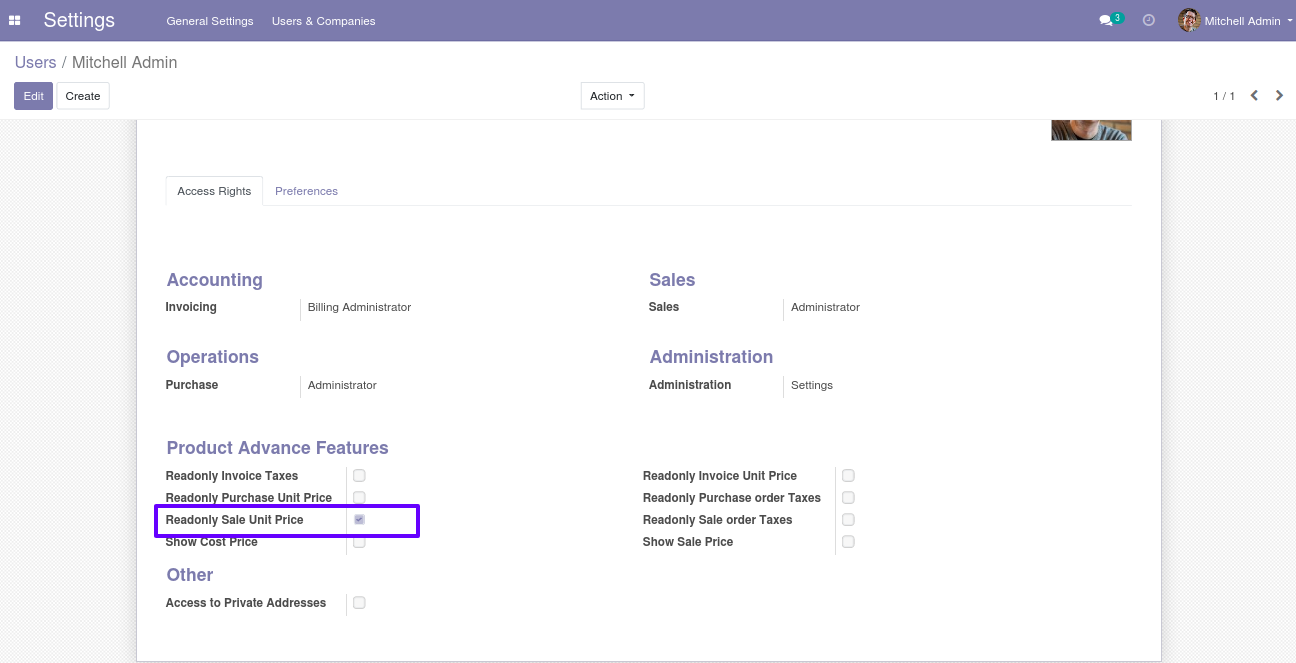 Settings General Settings Users & Companies 3 Mitchell Admin
Users / Mitchell Admin
Edit Create Action 1 / 1
Access Rights Preferences
Accounting Sales
Invoicing Billing Administrator Sales Administrator
Operations Administration
Purchase Administrator Administration Settings
Product Advance Features
Readonly Invoice Taxes Readonly Invoice Unit Price
Readonly Purchase Unit Price Readonly Purchase order Taxes
Readonly Sale Unit Price Readonly Sale order Taxes
Show Cost Price Show Sale Price
Other
Access to Private Addresses